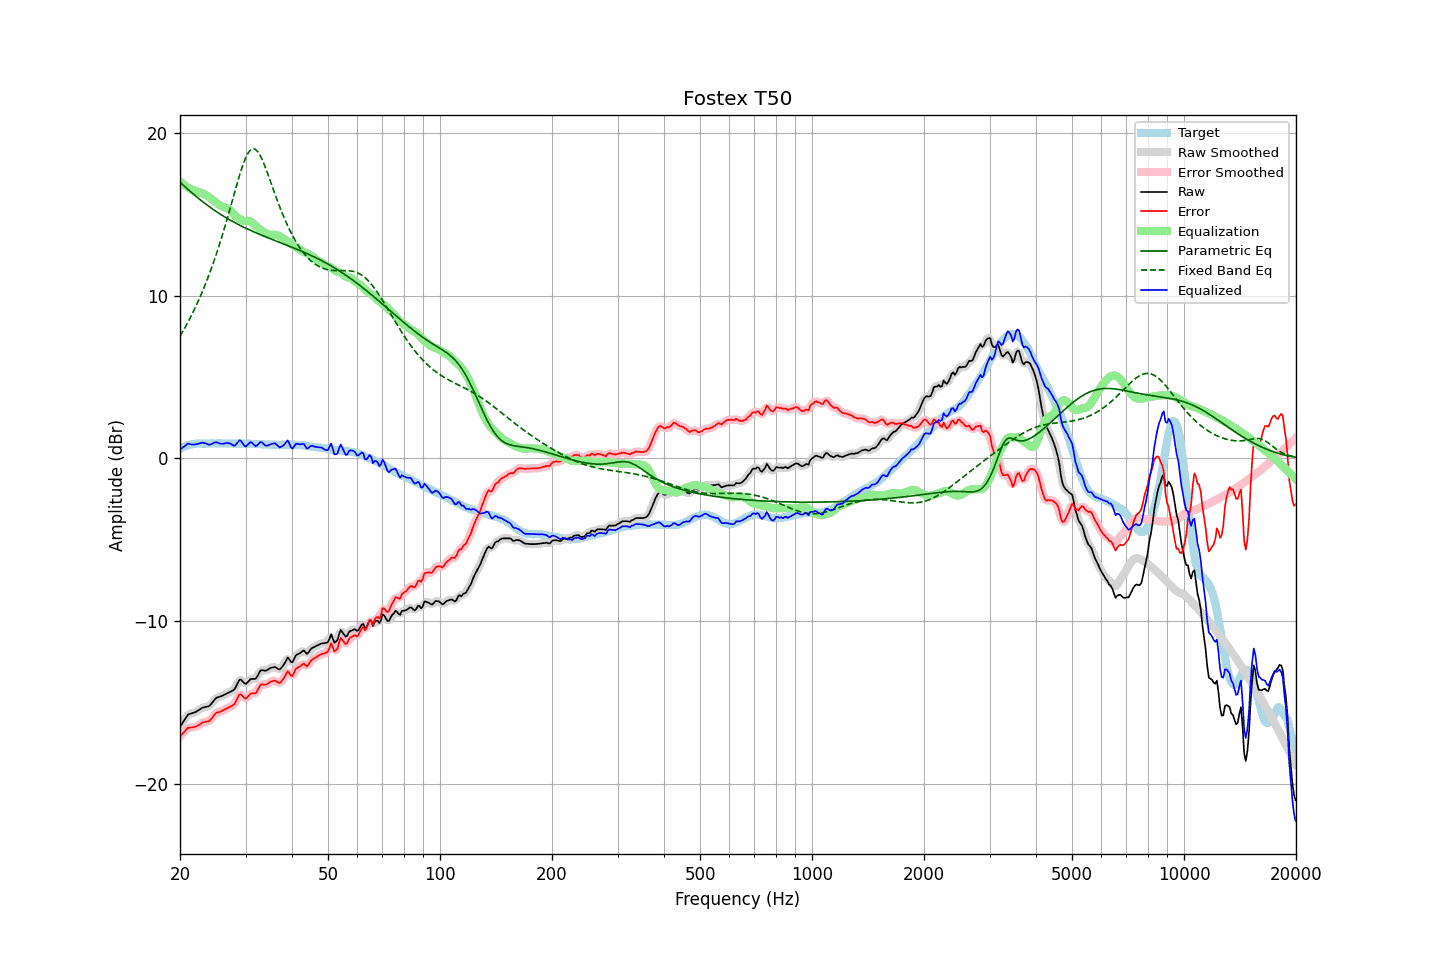 Fostex T50
Amplitude (dBr)
20
10
0
−10
−20
Target
Raw Smoothed
Error Smoothed
Raw
Error
Equalization
Parametric Eq
Fixed Band Eq
Equalized
20
50
100
200
500
1000
2000
5000
10000
20000
Frequency (Hz)